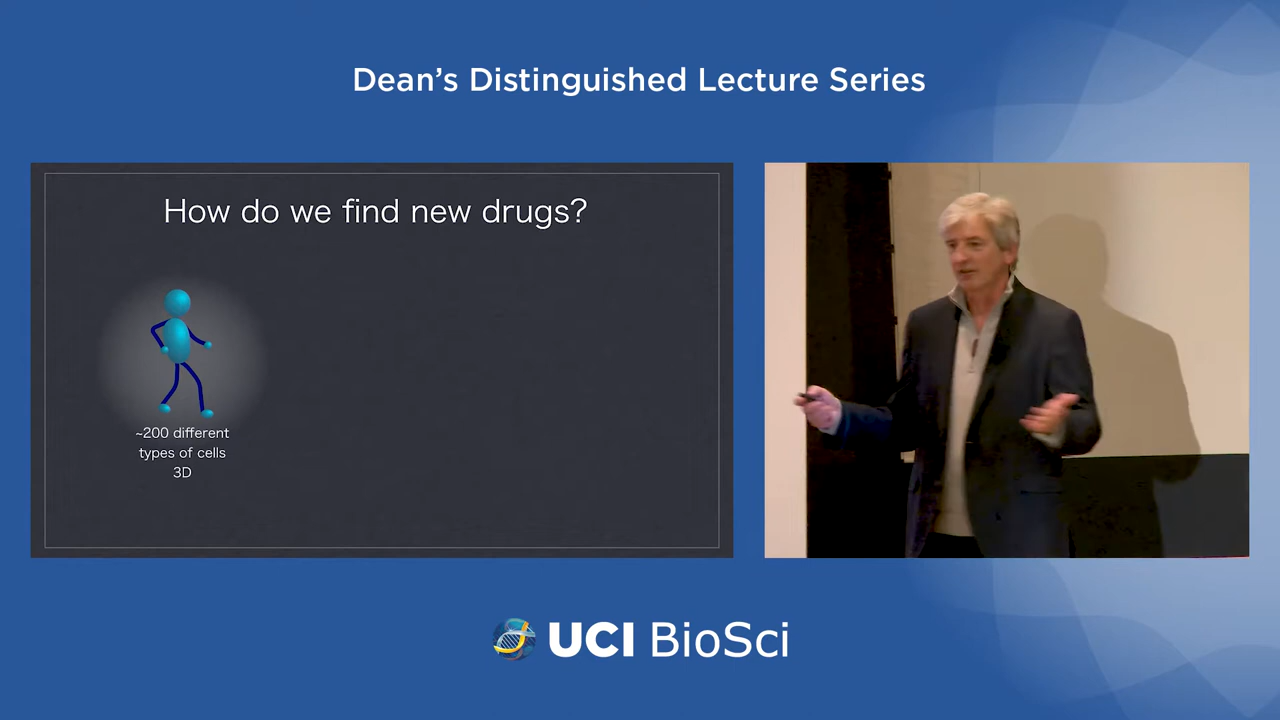 Dean’s Distinguished Lecture Series
How do we find new drugs?
~200 different
types of cells
3D
UCI BioSci